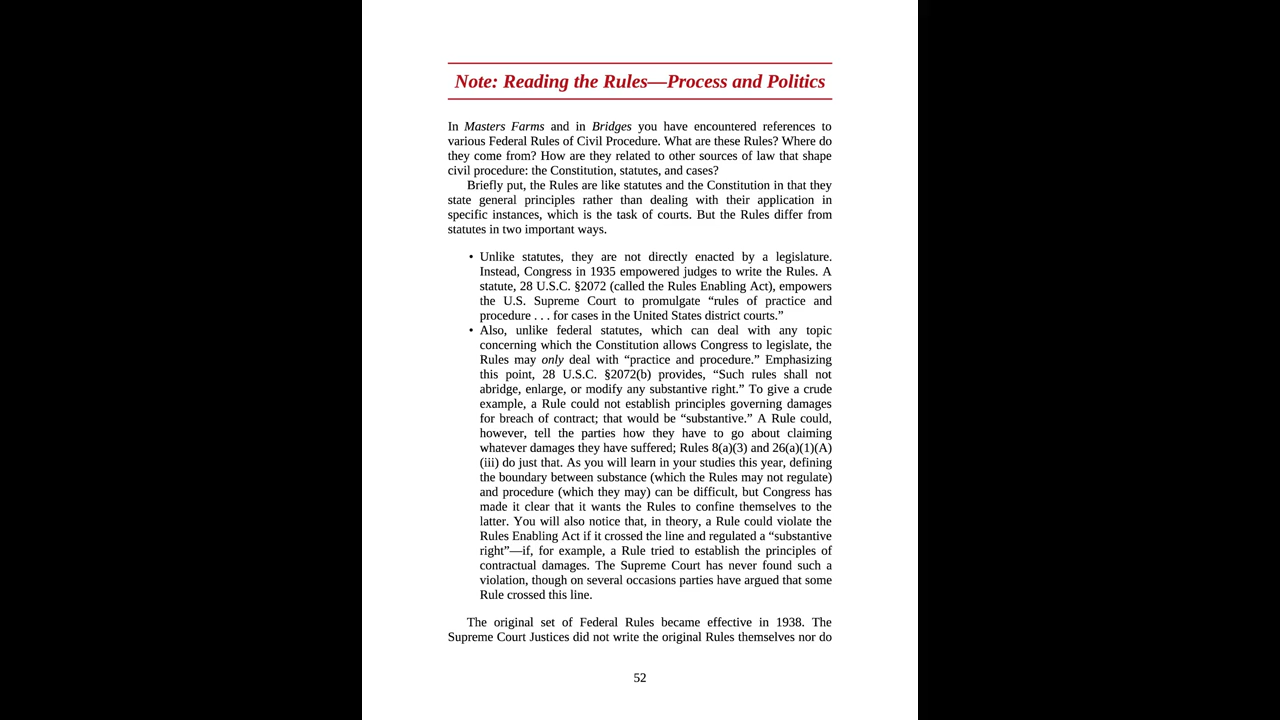 Note: Reading the Rules—Process and Politics
In Masters Farms and in Bridges you have encountered references to
various Federal Rules of Civil Procedure. What are these Rules? Where do
they come from? How are they related to other sources of law that shape
civil procedure: the Constitution, statutes, and cases?
Briefly put, the Rules are like statutes and the Constitution in that they
state general principles rather than dealing with their application in
specific instances, which is the task of courts. But the Rules differ from
statutes in two important ways.
• Unlike statutes, they are not directly enacted by a legislature.
Instead, Congress in 1935 empowered judges to write the Rules. A
statute, 28 U.S.C. §2072 (called the Rules Enabling Act), empowers
the U.S. Supreme Court to promulgate “rules of practice and
procedure . . . for cases in the United States district courts.”
• Also, unlike federal statutes, which can deal with any topic
concerning which the Constitution allows Congress to legislate, the
Rules may only deal with “practice and procedure.” Emphasizing
this point, 28 U.S.C. §2072(b) provides, “Such rules shall not
abridge, enlarge, or modify any substantive right.” To give a crude
example, a Rule could not establish principles governing damages
for breach of contract; that would be “substantive.” A Rule could,
however, tell the parties how they have to go about claiming
whatever damages they have suffered; Rules 8(a)(3) and 26(a)(1)(A)
(iii) do just that. As you will learn in your studies this year, defining
the boundary between substance (which the Rules may not regulate)
and procedure (which they may) can be difficult, but Congress has
made it clear that it wants the Rules to confine themselves to the
latter. You will also notice that, in theory, a Rule could violate the
Rules Enabling Act if it crossed the line and regulated a “substantive
right”—if, for example, a Rule tried to establish the principles of
contractual damages. The Supreme Court has never found such a
violation, though on several occasions parties have argued that some
Rule crossed this line.
The original set of Federal Rules became effective in 1938. The
Supreme Court Justices did not write the original Rules themselves nor do
52